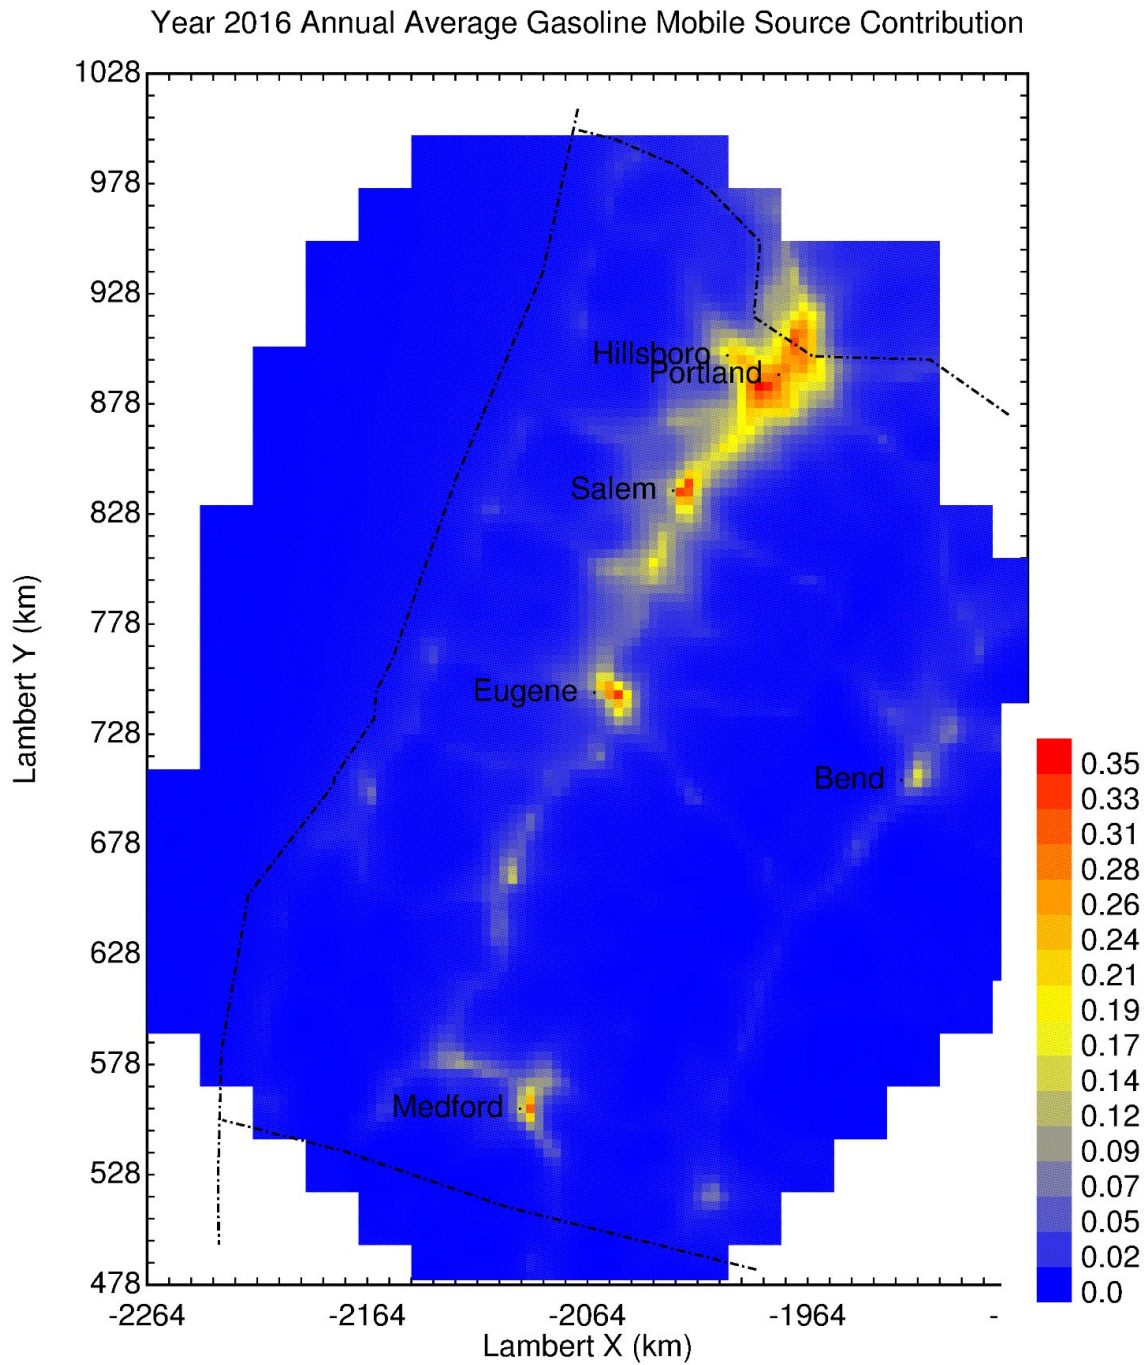 Year 2016 Annual Average Gasoline Mobile Source Contribution
1028
978
928
878
828
778
728
678
628
578
528
478
Lambert Y (km)
Hillsboro
Portland
Salem
Eugene
Bend
Medford
0.35
0.33
0.31
0.28
0.26
0.24
0.21
0.19
0.17
0.14
0.12
0.09
0.07
0.05
0.02
0.0
-2264 -2164 -2064 -1964 -
Lambert X (km)